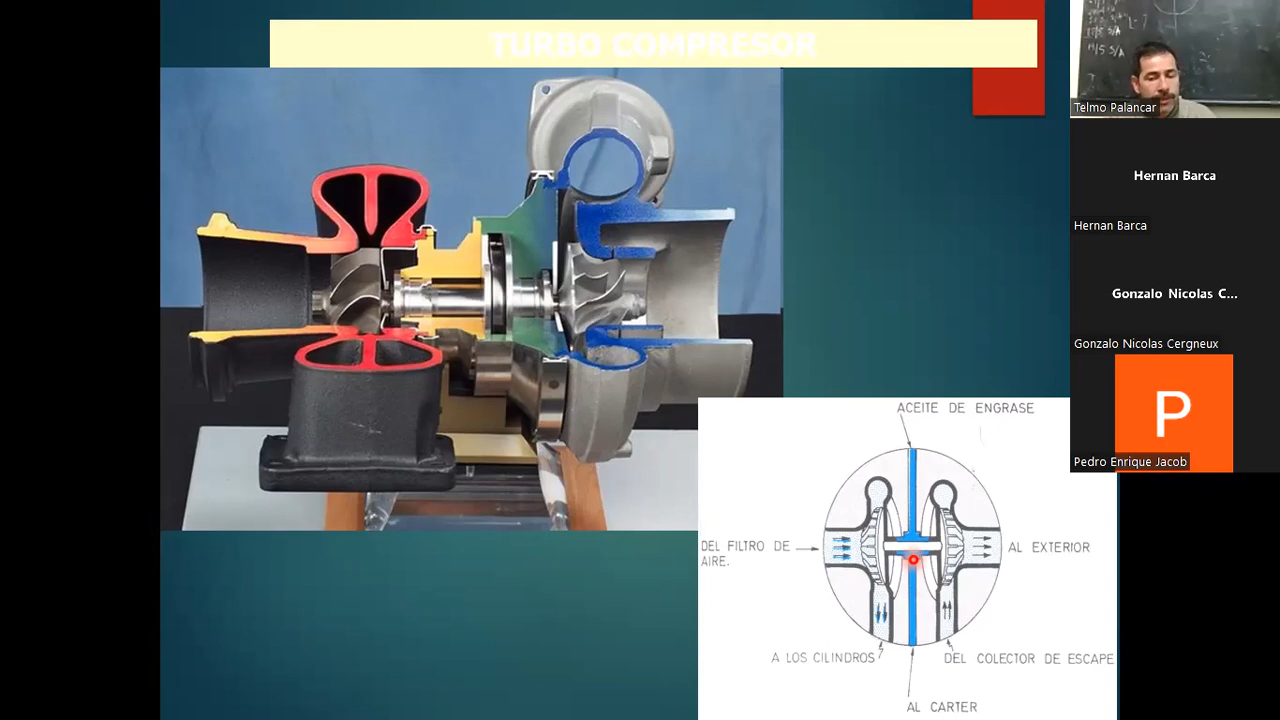 TURBO COMPRESOR
ACEITE DE ENGRASE
DEL FILTRO DE
AIRE.
AL EXTERIOR
A LOS CILINDROS
DEL COLECTOR DE ESCAPE
AL CARTER
Telmo Palancar
Hernan Barca
Hernan Barca
Gonzalo Nicolas C...
Gonzalo Nicolas Cergneux
P
Pedro Enrique Jacob